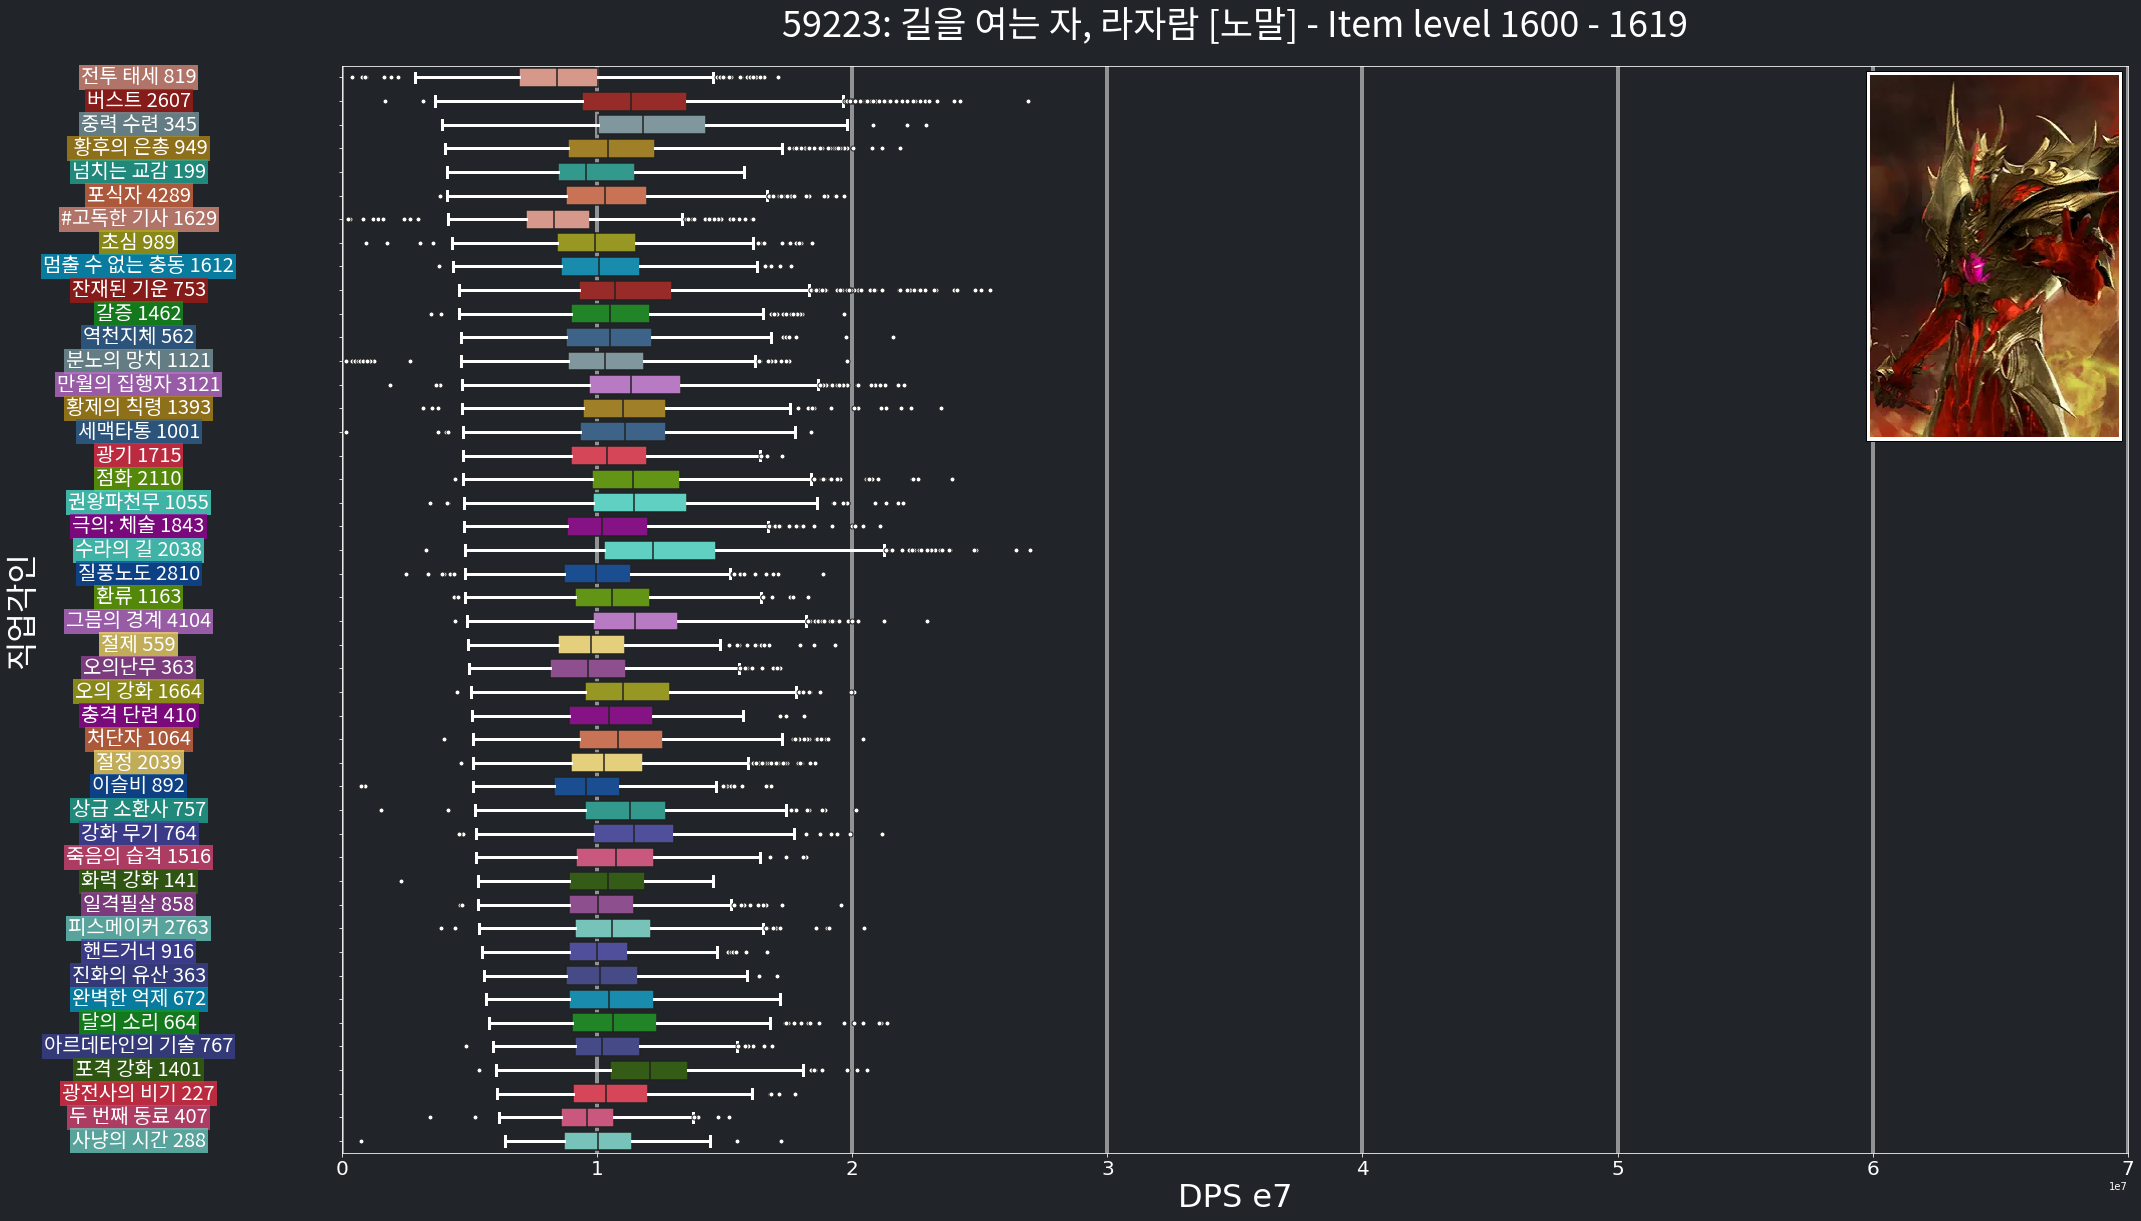 59223: 길을 여는 자, 라자람 [노말] - Item level 1600 - 1619
전투 태세 819
버스트 2607
중력 수련 345
황후의 은총 949
넘치는 교감 199
포식자 4289
#고독한 기사 1629
초심 989
멈출 수 없는 충동 1612
잔재된 기운 753
갈증 1462
역천지체 562
분노의 망치 1121
만월의 집행자 3121
황제의 칙령 1393
세맥타통 1001
광기 1715
점화 2110
권왕파천무 1055
극의: 체술 1843
수라의 길 2038
질풍노도 2810
환류 1163
그믐의 경계 4104
절제 559
오의난무 363
오의 강화 1664
충격 단련 410
처단자 1064
절정 2039
이슬비 892
상급 소환사 757
강화 무기 764
죽음의 습격 1516
화력 강화 141
일격필살 858
피스메이커 2763
핸드거너 916
진화의 유산 363
완벽한 억제 672
달의 소리 664
아르데타인의 기술 767
포격 강화 1401
광전사의 비기 227
두 번째 동료 407
사냥의 시간 288
직업각인
0 1 2 3 4 5 6 7
1e7
DPS e7